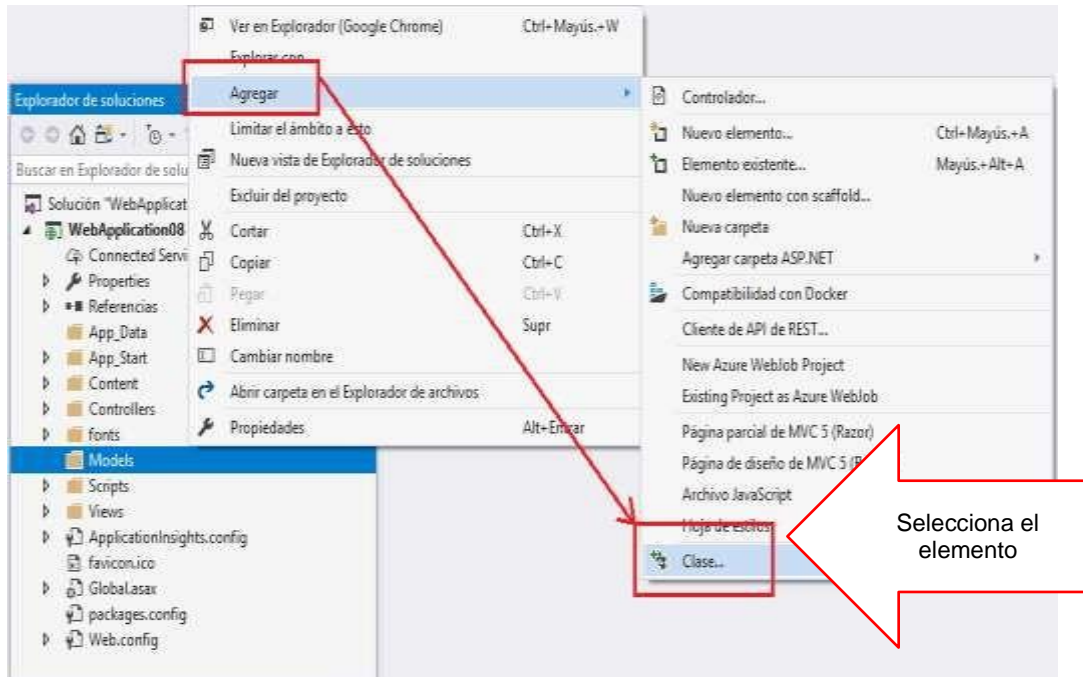 Ver en Explorador (Google Chrome) Ctrl+Mayús.+W
Explorar con
Agregar
Limitar el ámbito a esto
Nueva vista de Explorador de soluciones
Excluir del proyecto
Cortar Ctrl+X
Copiar Ctrl+C
Pegar Ctrl+V
Eliminar Supr
Cambiar nombre
Abrir carpeta en el Explorador de archivos
Propiedades Alt+Entrar
Explorador de soluciones
Buscar en Explorador de solu
Solución "WebApplicat
WebApplication08
Connected Servi
Properties
Referencias
App_Data
App_Start
Content
Controllers
fonts
Models
Scripts
Views
ApplicationInsights.config
favicon.ico
Global.asax
packages.config
Web.config
Controlador...
Nuevo elemento... Ctrl+Mayús.+A
Elemento existente... Mayús.+Alt+A
Nuevo elemento con scaffold...
Nueva carpeta
Agregar carpeta ASP.NET
Compatibilidad con Docker
Cliente de API de REST...
New Azure WebJob Project
Existing Project as Azure WebJob
Página parcial de MVC 5 (Razor)
Página de diseño de MVC 5 (R
Archivo JavaScript
Hoja de estilos
Clase...
Selecciona el
elemento